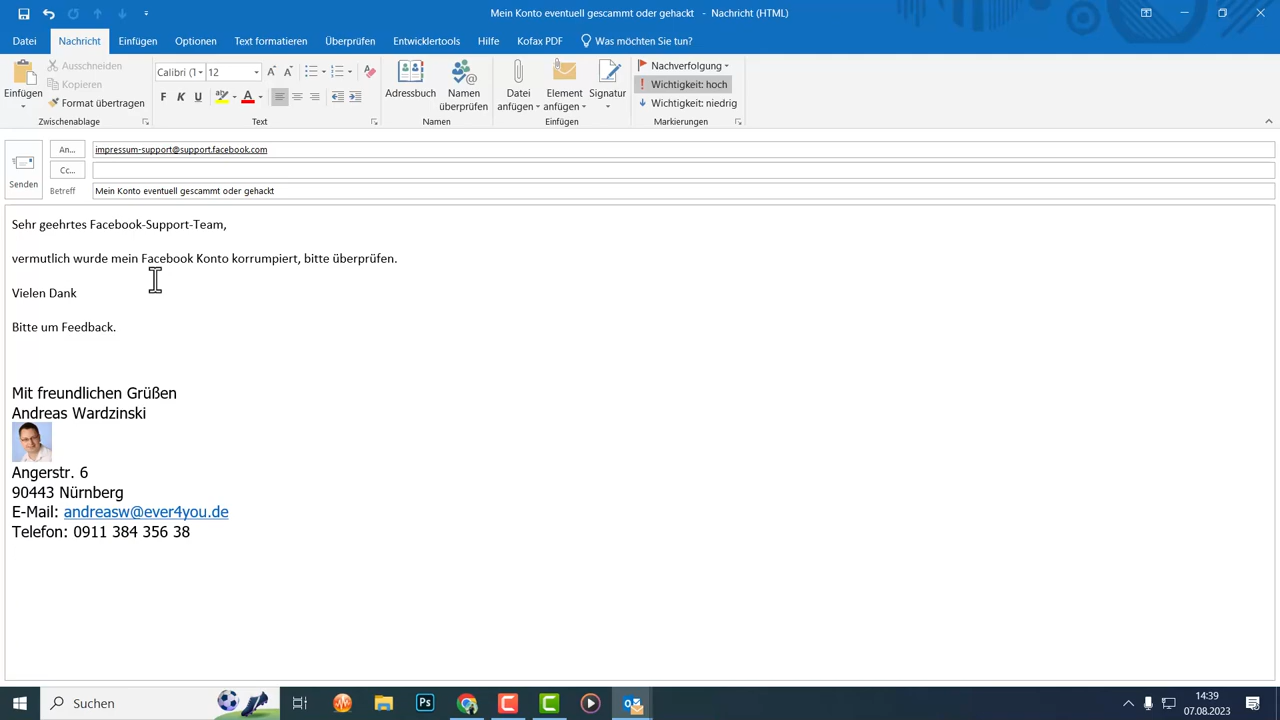 Mein Konto eventuell gescammt oder gehackt - Nachricht (HTML)
Datei Nachricht Einfügen Optionen Text formatieren Überprüfen Entwicklertools Hilfe Kofax PDF Was möchten Sie tun?
Einfügen
Ausschneiden
Kopieren
Format übertragen
Zwischenablage
Calibri (T 12
F K U
Text
Adressbuch
Namen überprüfen
Namen
Datei anfügen
Element anfügen
Signatur
Einfügen
Nachverfolgung
Wichtigkeit: hoch
Wichtigkeit: niedrig
Markierungen
Senden
An... impressum-support@support.facebook.com
Cc...
Betreff Mein Konto eventuell gescammt oder gehackt
Sehr geehrtes Facebook-Support-Team,
vermutlich wurde mein Facebook Konto korrumpiert, bitte überprüfen.
Vielen Dank
Bitte um Feedback.
Mit freundlichen Grüßen
Andreas Wardzinski
Angerstr. 6
90443 Nürnberg
E-Mail: andreasw@ever4you.de
Telefon: 0911 384 356 38
Suchen
Ps
14:39
07.08.2023